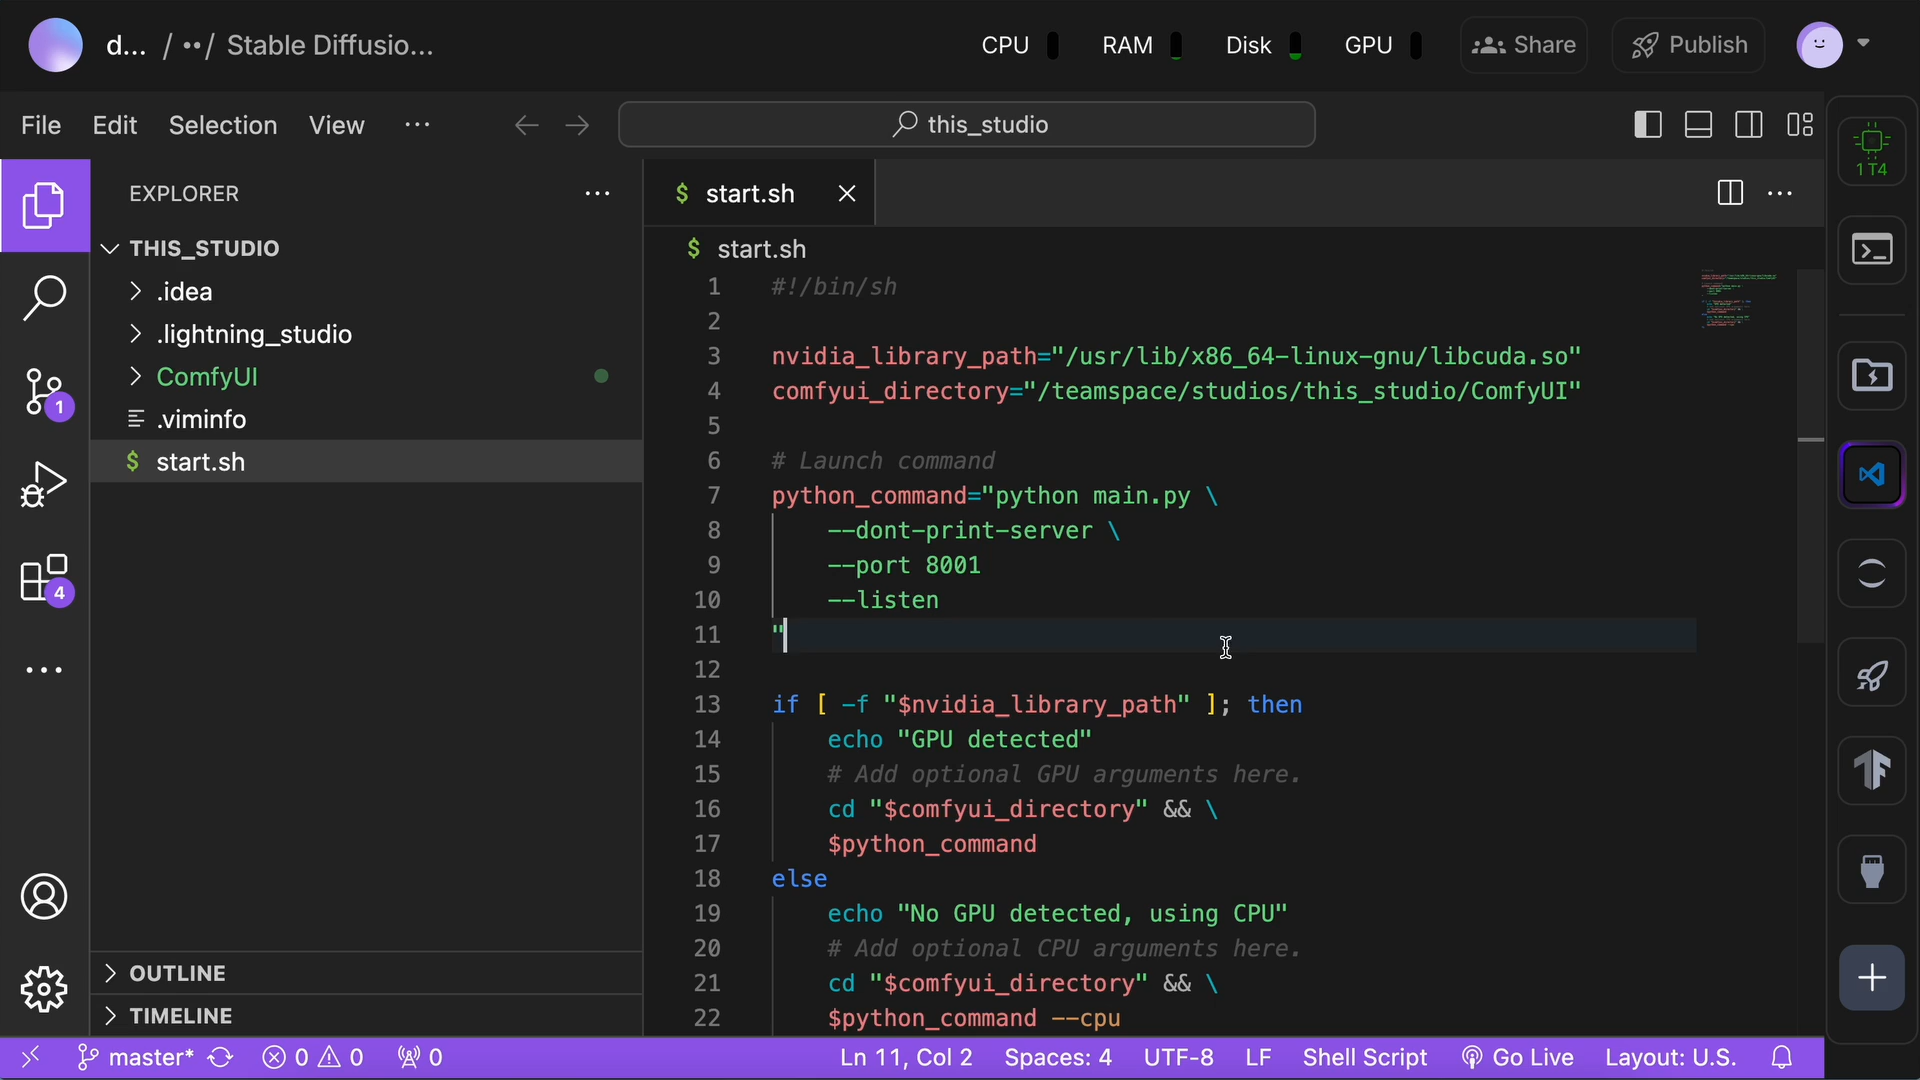 d... / ••/ Stable Diffusio...
CPU RAM Disk GPU Share Publish
File Edit Selection View ... this_studio
1 T4
EXPLORER ...
THIS_STUDIO
.idea
.lightning_studio
ComfyUI
.viminfo
start.sh
1
4
OUTLINE
TIMELINE
$ start.sh
$ start.sh
1 #!/bin/sh
2
3 nvidia_library_path="/usr/lib/x86_64-linux-gnu/libcuda.so"
4 comfyui_directory="/teamspace/studios/this_studio/ComfyUI"
5
6 # Launch command
7 python_command="python main.py \
8 --dont-print-server \
9 --port 8001
10 --listen
11 "
12
13 if [ -f "$nvidia_library_path" ]; then
14 echo "GPU detected"
15 # Add optional GPU arguments here.
16 cd "$comfyui_directory" && \
17 $python_command
18 else
19 echo "No GPU detected, using CPU"
20 # Add optional CPU arguments here.
21 cd "$comfyui_directory" && \
22 $python_command --cpu
master* 0 0 0 Ln 11, Col 2 Spaces: 4 UTF-8 LF Shell Script Go Live Layout: U.S.